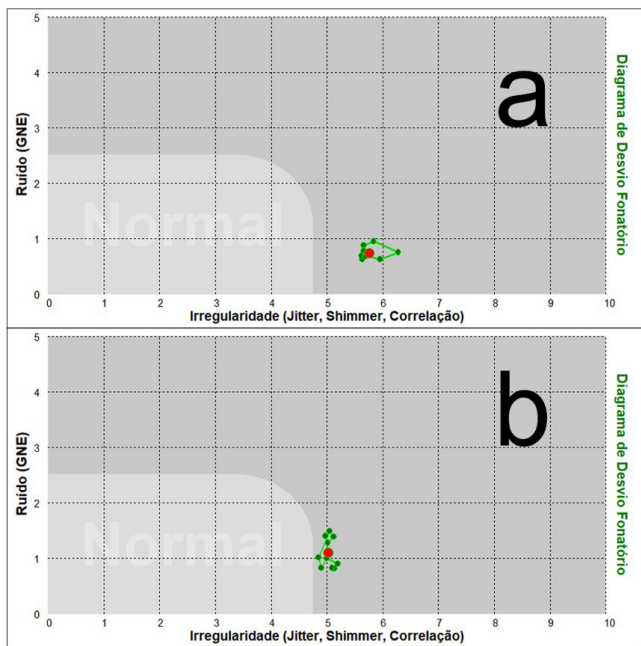 5
4
3
2
1
0
Ruído (GNE)
Normal
a
Diagrama de Desvio Fonatório
0 1 2 3 4 5 6 7 8 9 10
Irregularidade (Jitter, Shimmer, Correlação)
5
4
3
2
1
0
Ruído (GNE)
Normal
b
Diagrama de Desvio Fonatório
0 1 2 3 4 5 6 7 8 9 10
Irregularidade (Jitter, Shimmer, Correlação)